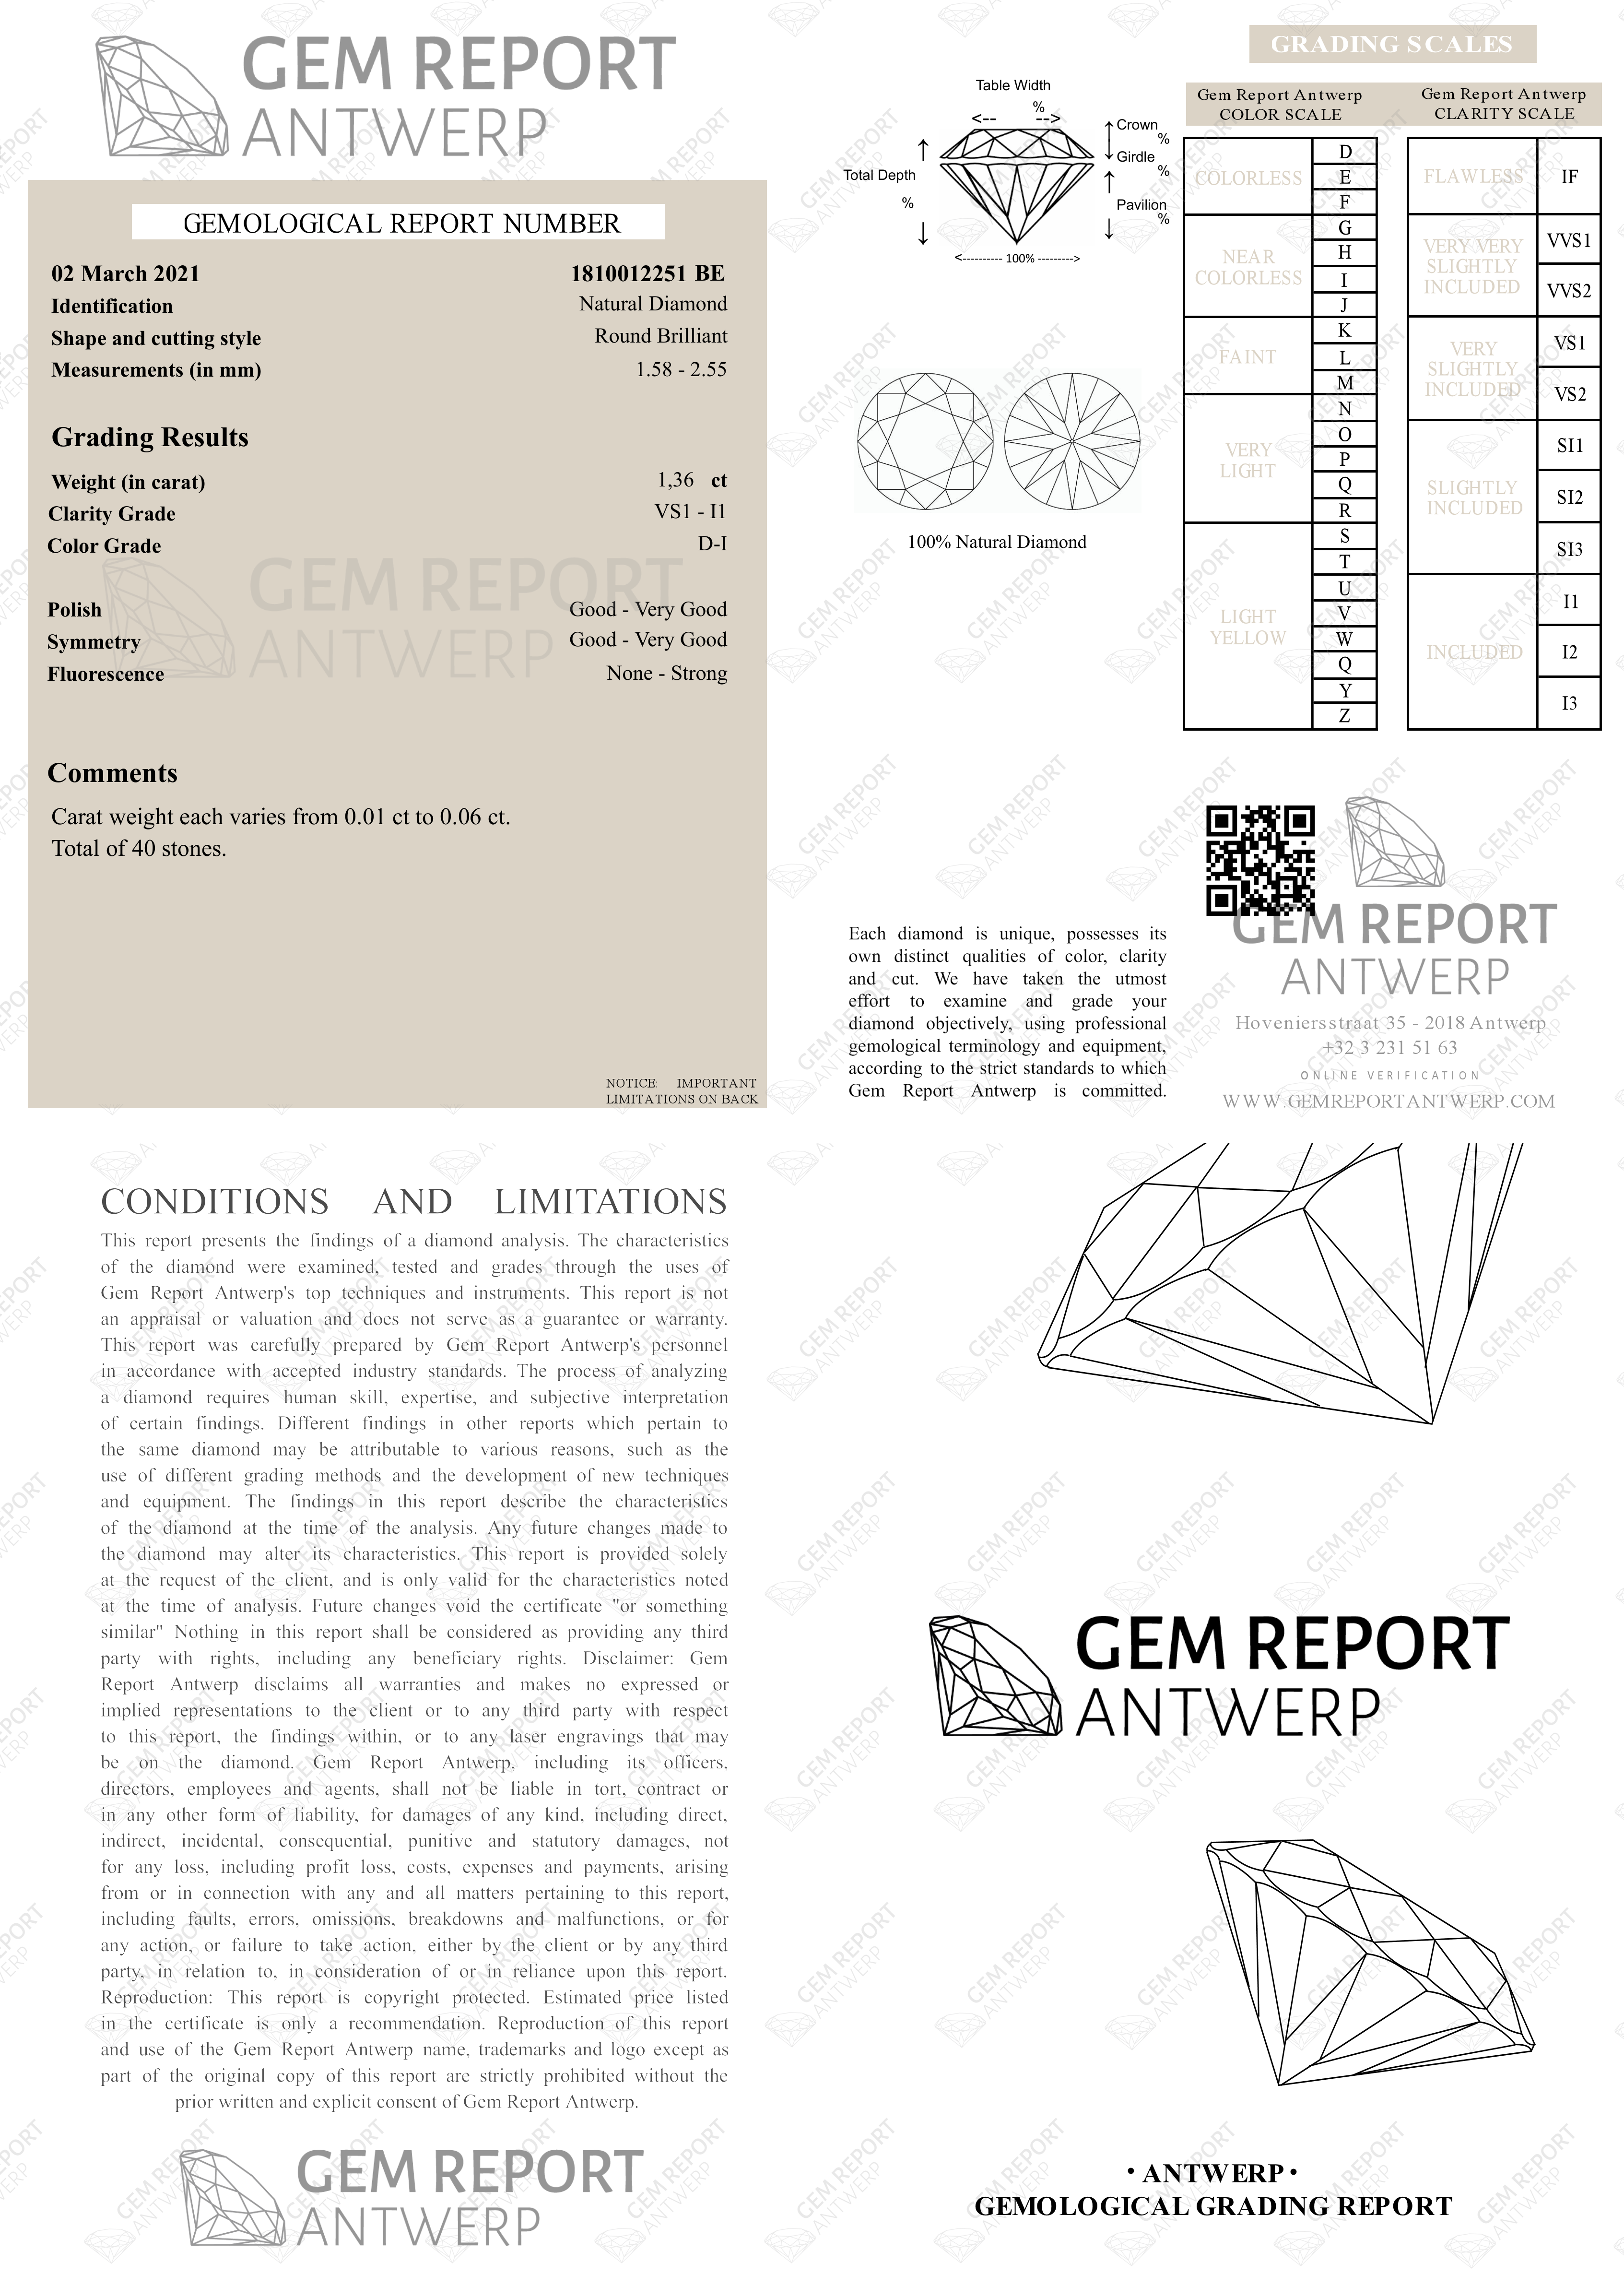 GEM REPORT
ANTWERP
GEMOLOGICAL REPORT NUMBER
02 March 2021 1810012251 BE
Identification Natural Diamond
Shape and cutting style Round Brilliant
Measurements (in mm) 1.58 - 2.55
Grading Results
Weight (in carat) 1,36 ct
Clarity Grade VS1 - I1
Color Grade D-I
GEM REPORT
ANTWERP
Polish Good - Very Good
Symmetry Good - Very Good
Fluorescence None - Strong
Comments
Carat weight each varies from 0.01 ct to 0.06 ct.
Total of 40 stones.
NOTICE: IMPORTANT
LIMITATIONS ON BACK
Table Width
%
<-- -->
Crown
%
Girdle
%
Total Depth
%
Pavilion
%
<---------- 100% --------->
100% Natural Diamond
Each diamond is unique, possesses its
own distinct qualities of color, clarity
and cut. We have taken the utmost
effort to examine and grade your
diamond objectively, using professional
gemological terminology and equipment,
according to the strict standards to which
Gem Report Antwerp is committed.
GRADING SCALES
Gem Report Antwerp
COLOR SCALE
COLORLESS
D
E
F
NEAR
COLORLESS
G
H
I
J
FAINT
K
L
M
VERY
LIGHT
N
O
P
Q
R
LIGHT
YELLOW
S
T
U
V
W
Q
Y
Z
Gem Report Antwerp
CLARITY SCALE
FLAWLESS
IF
VERY VERY
SLIGHTLY
INCLUDED
VVS1
VVS2
VERY
SLIGHTLY
INCLUDED
VS1
VS2
SLIGHTLY
INCLUDED
SI1
SI2
SI3
INCLUDED
I1
I2
I3
GEM REPORT
ANTWERP
Hoveniersstraat 35 - 2018 Antwerp
+32 3 231 51 63
ONLINE VERIFICATION
WWW.GEMREPORTANTWERP.COM
CONDITIONS AND LIMITATIONS
This report presents the findings of a diamond analysis. The characteristics
of the diamond were examined, tested and grades through the uses of
Gem Report Antwerp's top techniques and instruments. This report is not
an appraisal or valuation and does not serve as a guarantee or warranty.
This report was carefully prepared by Gem Report Antwerp's personnel
in accordance with accepted industry standards. The process of analyzing
a diamond requires human skill, expertise, and subjective interpretation
of certain findings. Different findings in other reports which pertain to
the same diamond may be attributable to various reasons, such as the
use of different grading methods and the development of new techniques
and equipment. The findings in this report describe the characteristics
of the diamond at the time of the analysis. Any future changes made to
the diamond may alter its characteristics. This report is provided solely
at the request of the client, and is only valid for the characteristics noted
at the time of analysis. Future changes void the certificate "or something
similar" Nothing in this report shall be considered as providing any third
party with rights, including any beneficiary rights. Disclaimer: Gem
Report Antwerp disclaims all warranties and makes no expressed or
implied representations to the client or to any third party with respect
to this report, the findings within, or to any laser engravings that may
be on the diamond. Gem Report Antwerp, including its officers,
directors, employees and agents, shall not be liable in tort, contract or
in any other form of liability, for damages of any kind, including direct,
indirect, incidental, consequential, punitive and statutory damages, not
for any loss, including profit loss, costs, expenses and payments, arising
from or in connection with any and all matters pertaining to this report,
including faults, errors, omissions, breakdowns and malfunctions, or for
any action, or failure to take action, either by the client or by any third
party, in relation to, in consideration of or in reliance upon this report.
Reproduction: This report is copyright protected. Estimated price listed
in the certificate is only a recommendation. Reproduction of this report
and use of the Gem Report Antwerp name, trademarks and logo except as
part of the original copy of this report are strictly prohibited without the
prior written and explicit consent of Gem Report Antwerp.
GEM REPORT
ANTWERP
GEM REPORT
ANTWERP
• ANTWERP •
GEMOLOGICAL GRADING REPORT